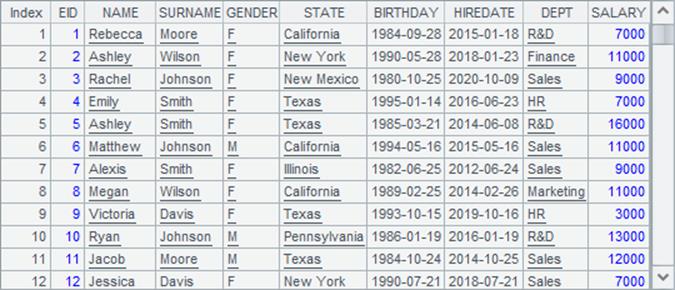 Index EID NAME SURNAME GENDER STATE BIRTHDAY HIREDATE DEPT SALARY
1 1 Rebecca Moore F California 1984-09-28 2015-01-18 R&D 7000
2 2 Ashley Wilson F New York 1990-05-28 2018-01-23 Finance 11000
3 3 Rachel Johnson F New Mexico 1980-10-25 2020-10-09 Sales 9000
4 4 Emily Smith F Texas 1995-01-14 2016-06-23 HR 7000
5 5 Ashley Smith F Texas 1985-03-21 2014-06-08 R&D 16000
6 6 Matthew Johnson M California 1994-05-16 2015-05-16 Sales 11000
7 7 Alexis Smith F Illinois 1982-06-25 2012-06-24 Sales 9000
8 8 Megan Wilson F California 1989-02-25 2014-02-26 Marketing 11000
9 9 Victoria Davis F Texas 1993-10-15 2019-10-16 HR 3000
10 10 Ryan Johnson M Pennsylvania 1986-01-19 2016-01-19 R&D 13000
11 11 Jacob Moore M Texas 1984-10-24 2014-10-25 Sales 12000
12 12 Jessica Davis F New York 1990-07-21 2018-07-21 Sales 7000